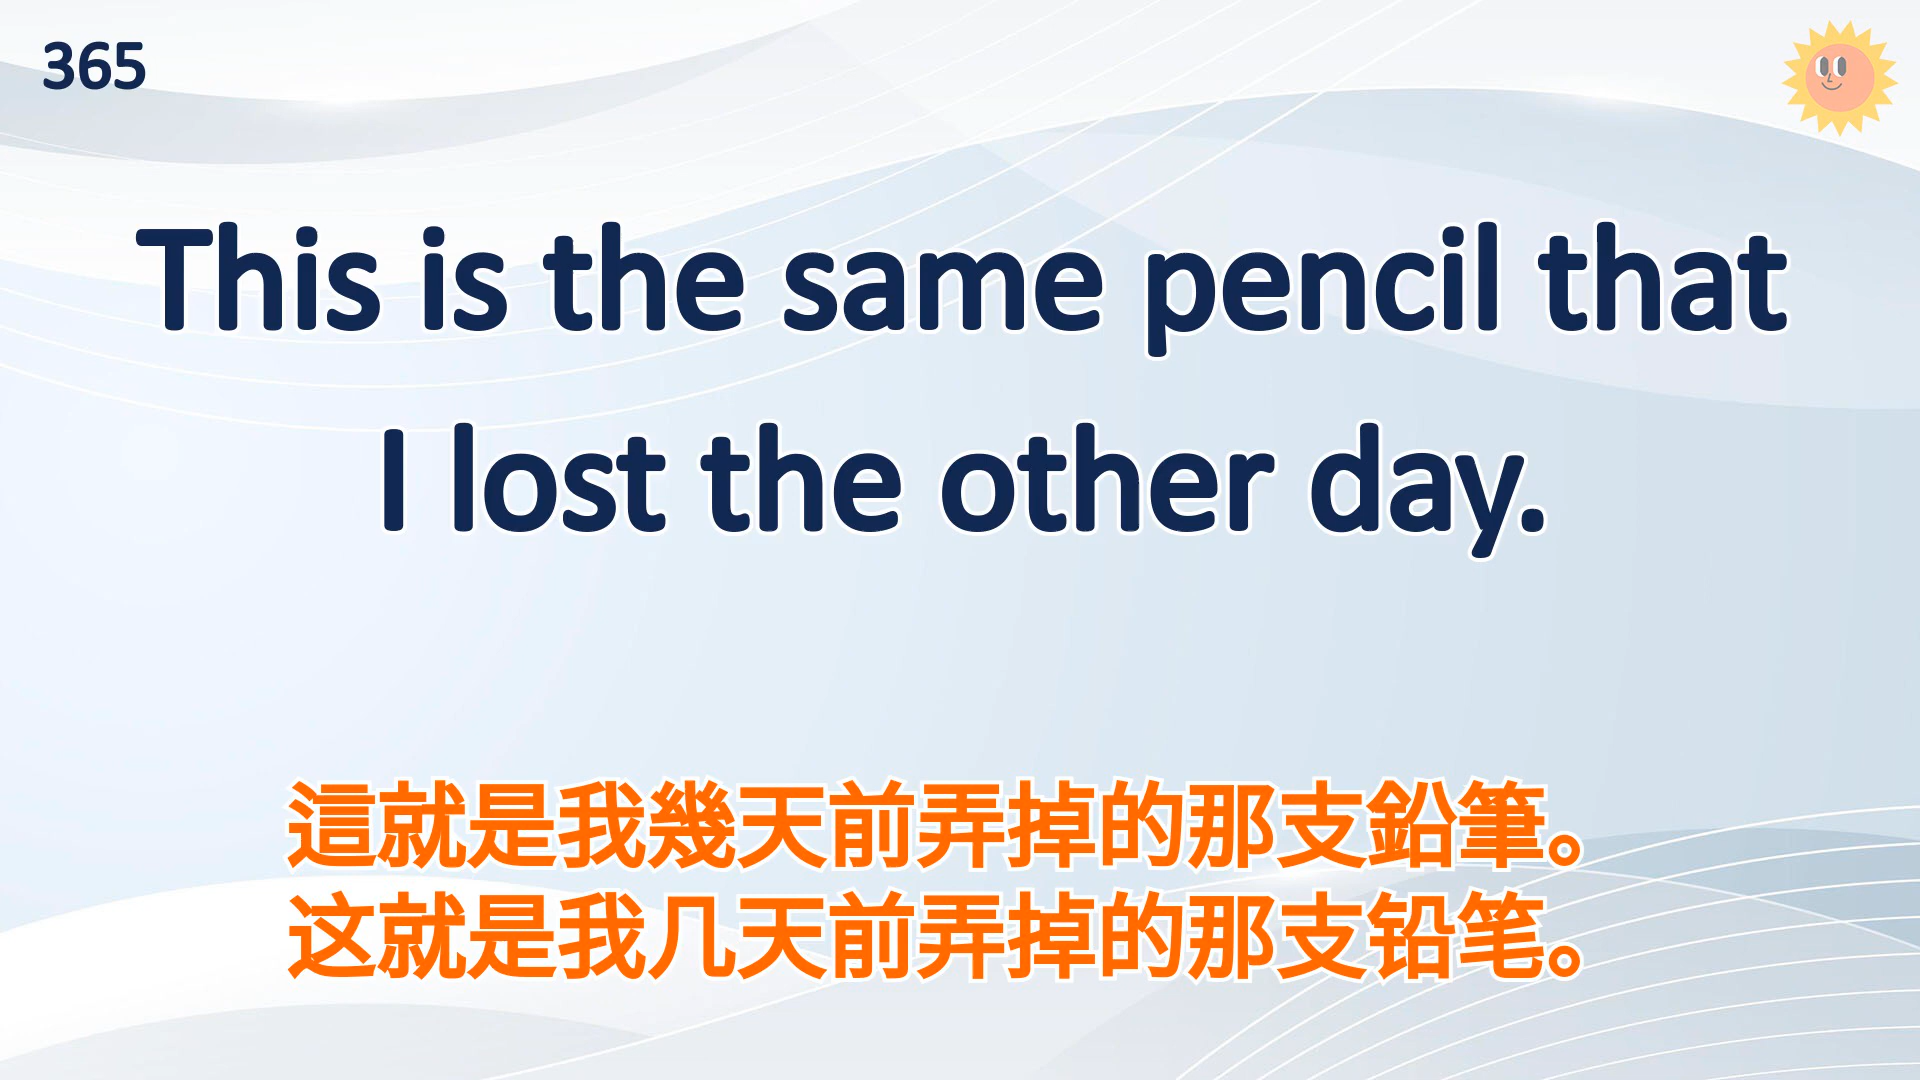 365
This is the same pencil that
I lost the other day.
這就是我幾天前弄掉的那支鉛筆。
这就是我几天前弄掉的那支铅笔。